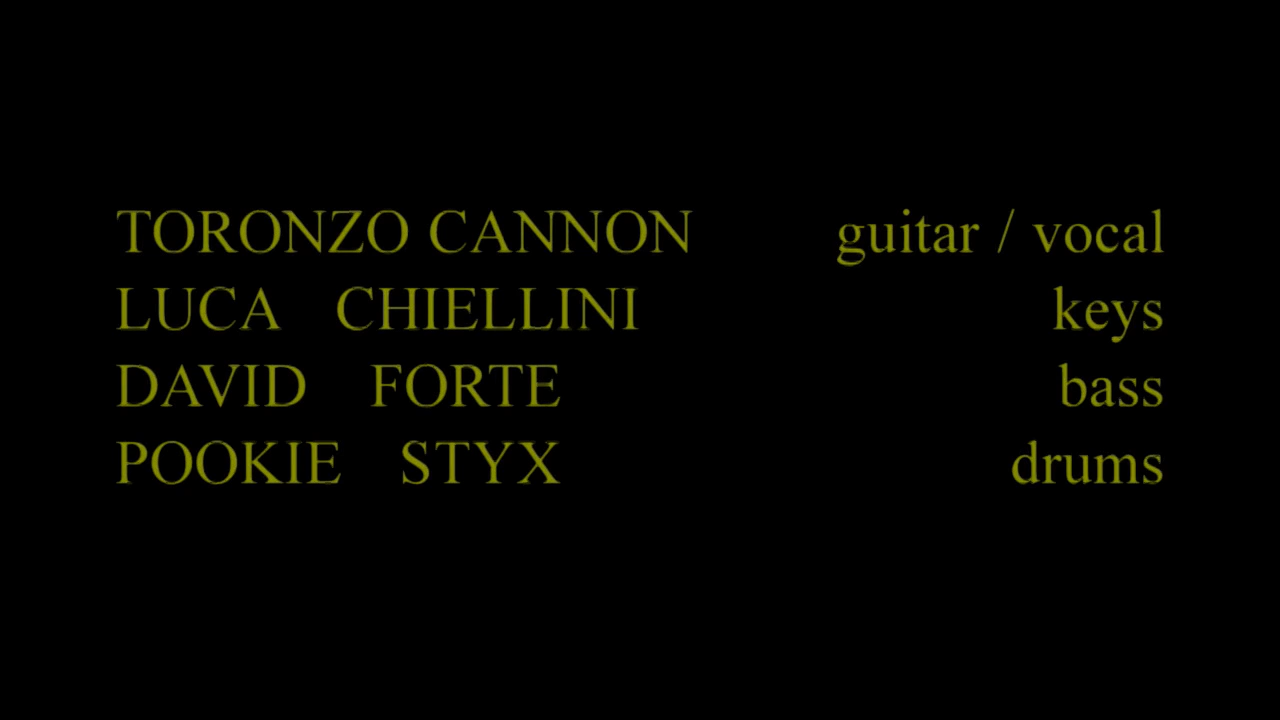 TORONZO CANNON guitar / vocal
LUCA CHIELLINI keys
DAVID FORTE bass
POOKIE STYX drums